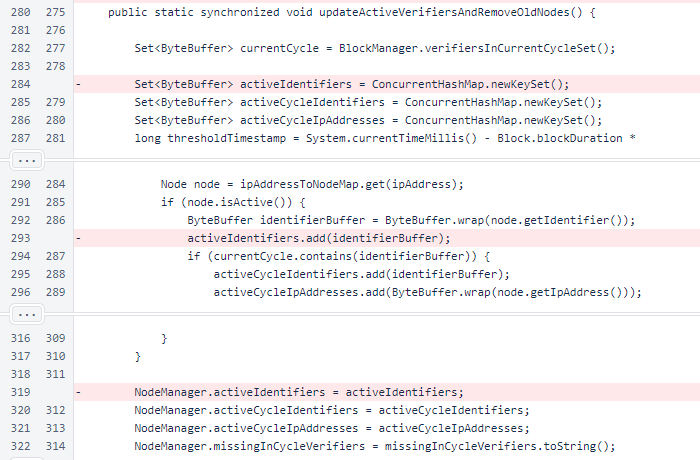 280 275 public static synchronized void updateActiveVerifiersAndRemoveOldNodes() {
281 276
282 277 Set<ByteBuffer> currentCycle = BlockManager.verifiersInCurrentCycleSet();
283 278
284 - Set<ByteBuffer> activeIdentifiers = ConcurrentHashMap.newKeySet();
285 279 Set<ByteBuffer> activeCycleIdentifiers = ConcurrentHashMap.newKeySet();
286 280 Set<ByteBuffer> activeCycleIpAddresses = ConcurrentHashMap.newKeySet();
287 281 long thresholdTimestamp = System.currentTimeMillis() - Block.blockDuration *
...
290 284 Node node = ipAddressToNodeMap.get(ipAddress);
291 285 if (node.isActive()) {
292 286 ByteBuffer identifierBuffer = ByteBuffer.wrap(node.getIdentifier());
293 - activeIdentifiers.add(identifierBuffer);
294 287 if (currentCycle.contains(identifierBuffer)) {
295 288 activeCycleIdentifiers.add(identifierBuffer);
296 289 activeCycleIpAddresses.add(ByteBuffer.wrap(node.getIpAddress()));
...
316 309 }
317 310 }
318 311
319 - NodeManager.activeIdentifiers = activeIdentifiers;
320 312 NodeManager.activeCycleIdentifiers = activeCycleIdentifiers;
321 313 NodeManager.activeCycleIpAddresses = activeCycleIpAddresses;
322 314 NodeManager.missingInCycleVerifiers = missingInCycleVerifiers.toString();